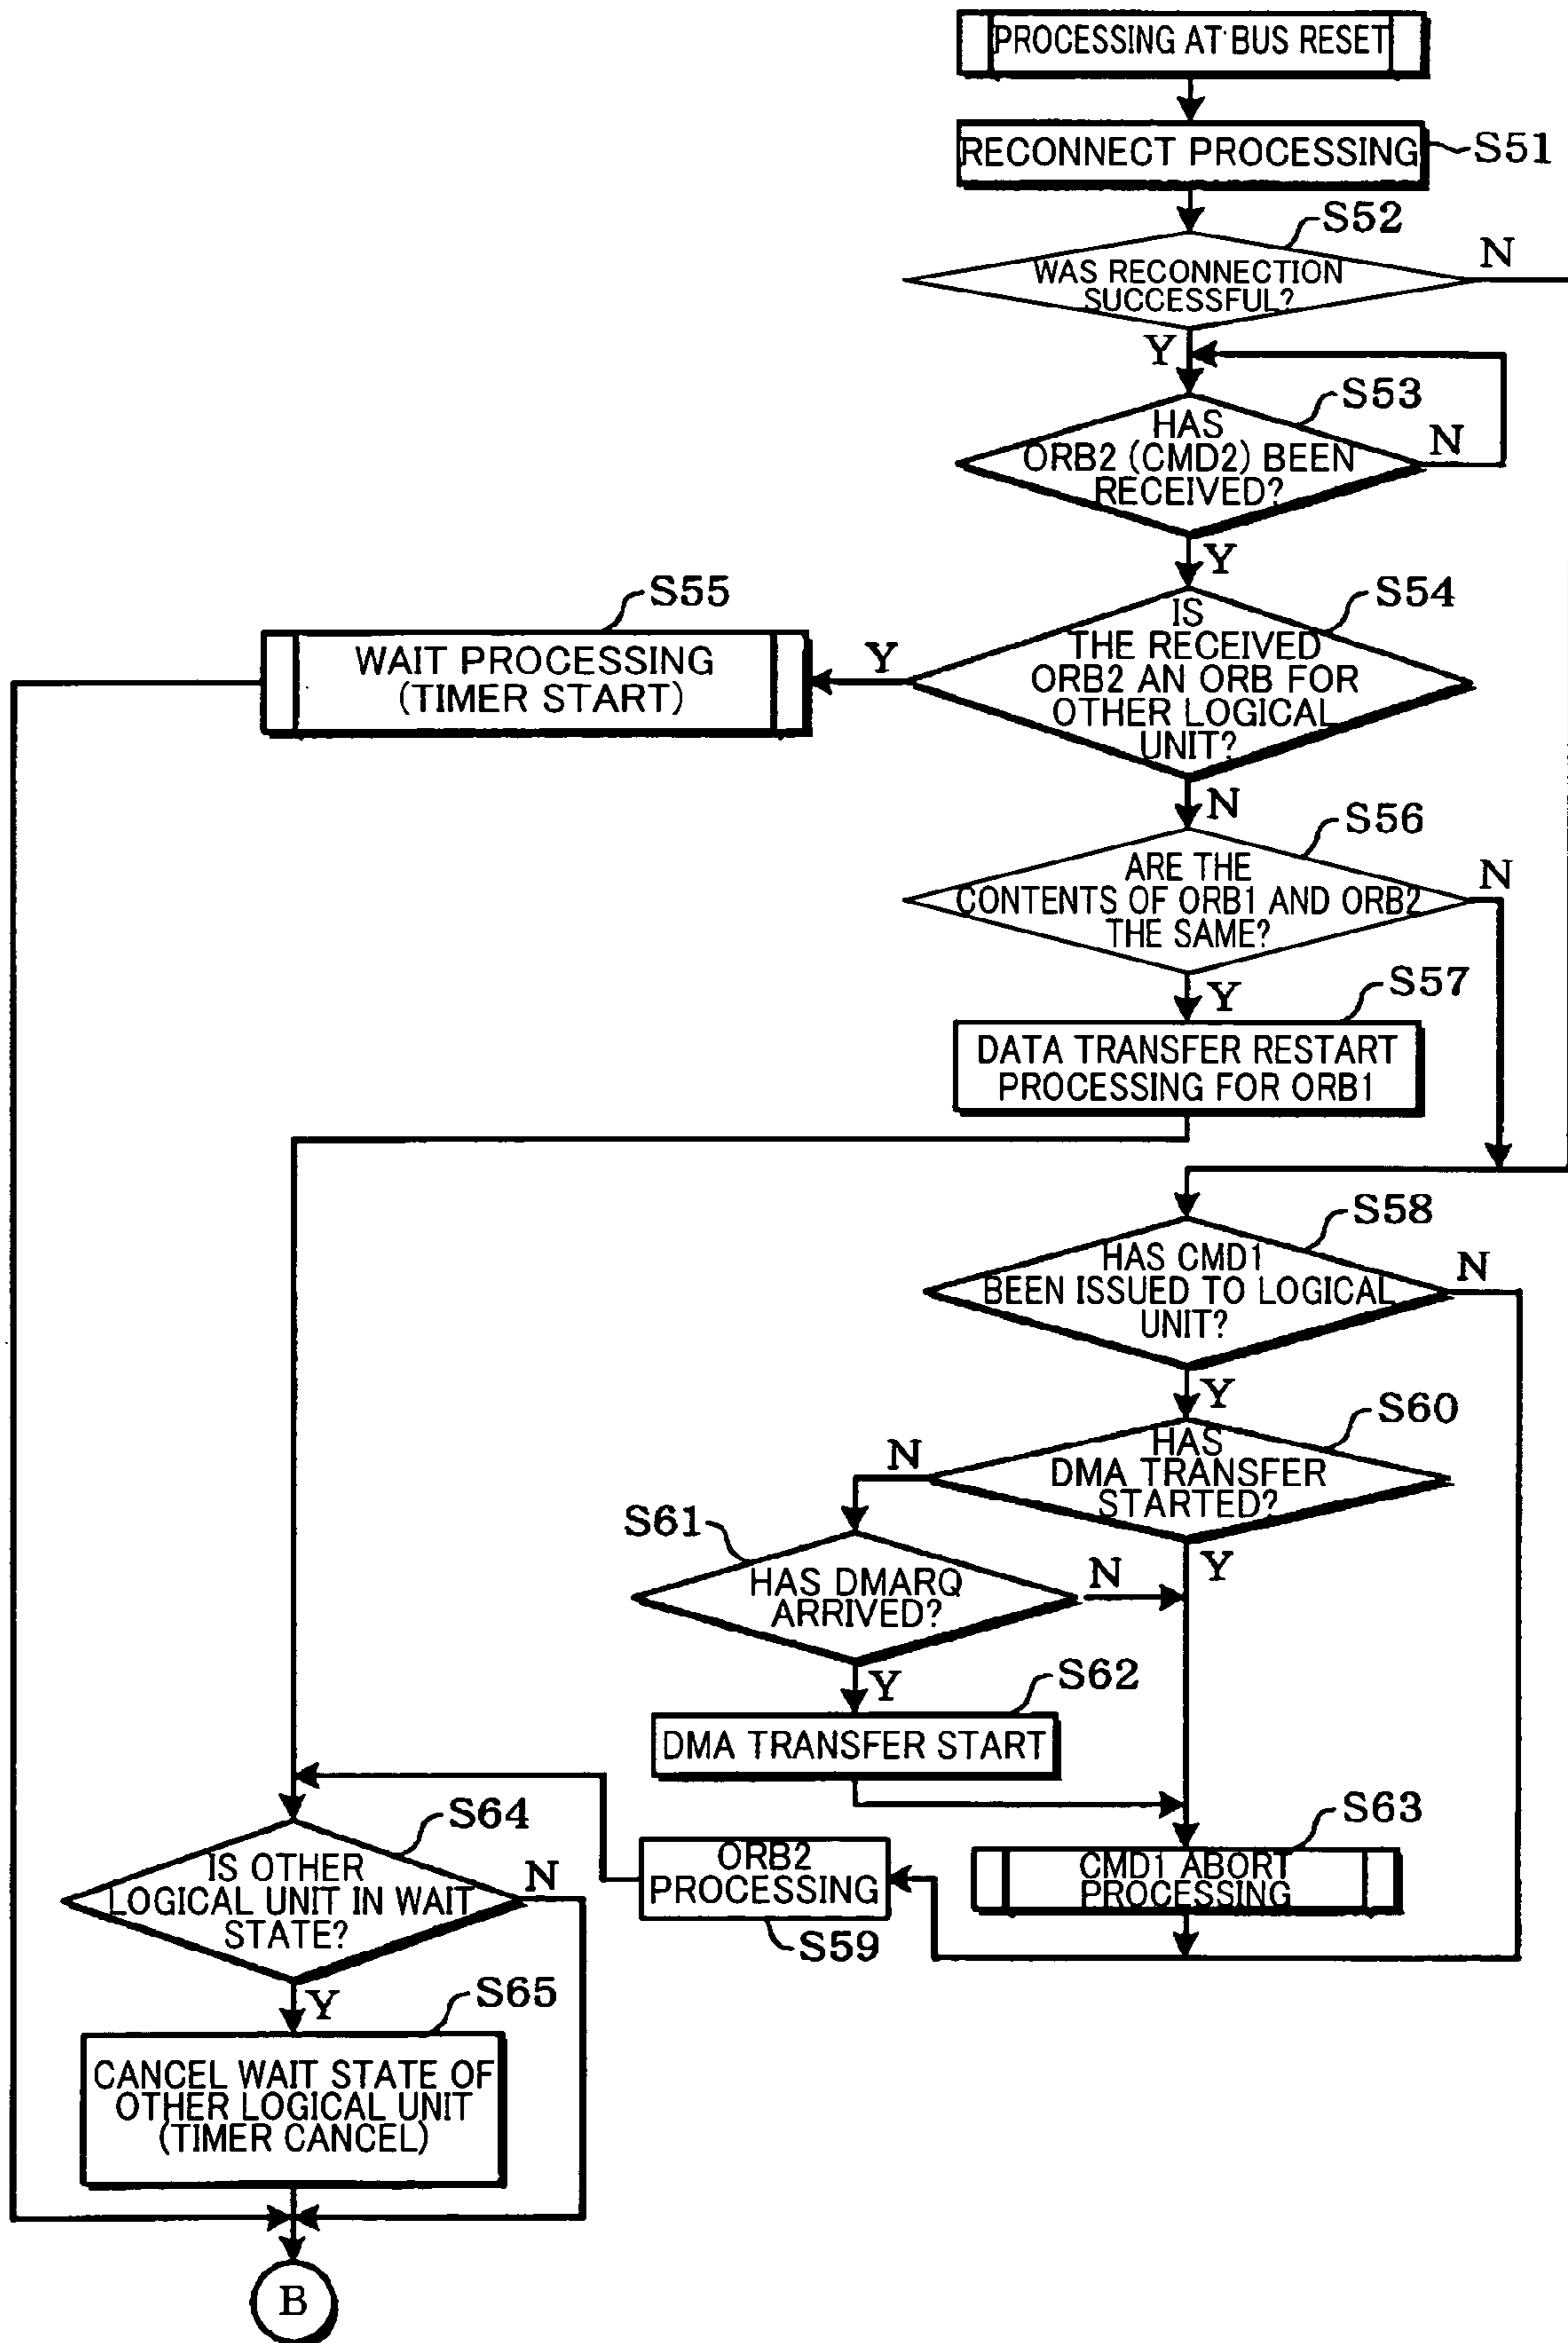 PROCESSING AT BUS RESET
RECONNECT PROCESSING
S51
S52
WAS RECONNECTION
SUCCESSFUL?
N
Y
S53
HAS
ORB2 (CMD2) BEEN
RECEIVED?
N
Y
S54
IS
THE RECEIVED
ORB2 AN ORB FOR
OTHER LOGICAL
UNIT?
Y
S55
WAIT PROCESSING
(TIMER START)
N
S56
ARE THE
CONTENTS OF ORB1 AND ORB2
THE SAME?
N
Y
S57
DATA TRANSFER RESTART
PROCESSING FOR ORB1
S58
HAS CMD1
BEEN ISSUED TO LOGICAL
UNIT?
N
Y
S60
HAS
DMA TRANSFER
STARTED?
N
Y
S61
HAS DMARQ
ARRIVED?
N
Y
S62
DMA TRANSFER START
S63
CMD1 ABORT
PROCESSING
ORB2
PROCESSING
S59
S64
IS OTHER
LOGICAL UNIT IN WAIT
STATE?
N
Y
S65
CANCEL WAIT STATE OF
OTHER LOGICAL UNIT
(TIMER CANCEL)
B